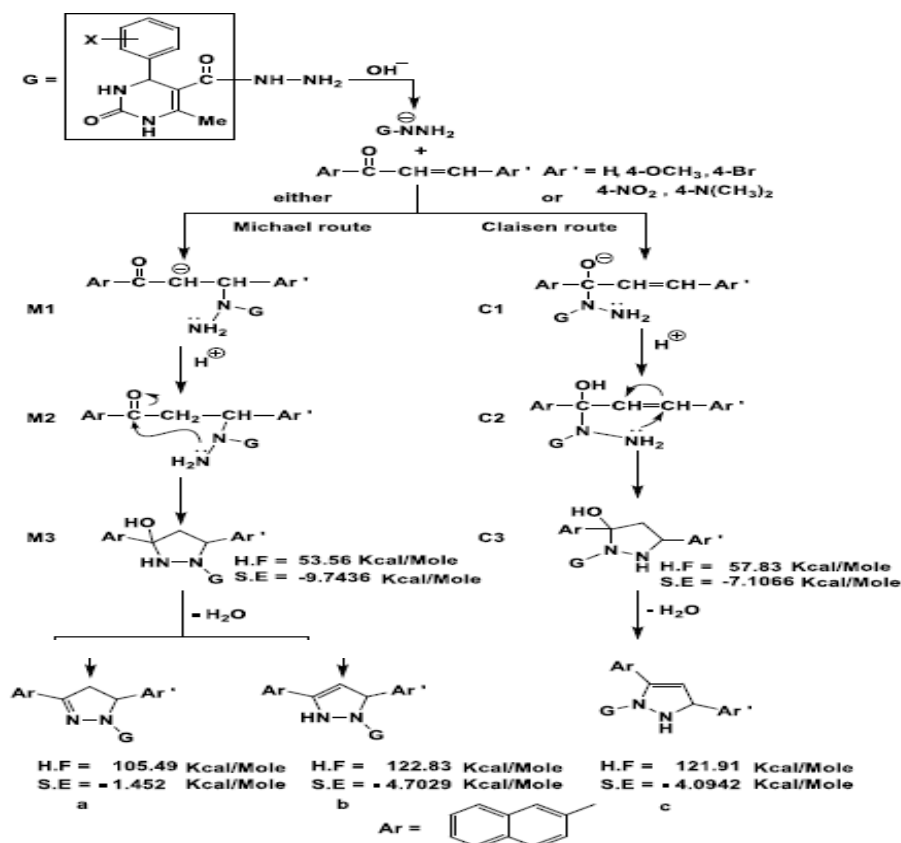 X
O
G = C NH—NH₂ OH⁻
HN
O N Me
H
⊖
G-NNH₂
+
O
Ar—C—CH=CH—Ar ' Ar ' = H, 4-OCH₃, 4-Br
either or 4-NO₂ , 4-N(CH₃)₂
Michael route Claisen route
O ⊖ O⊖
Ar—C—CH—CH—Ar ' Ar—C—CH=CH—Ar '
M1 N—G C1 N
NH₂ G NH₂
H⊕ H⊕
O OH
M2 Ar—C—CH₂—CH—Ar ' C2 Ar—C—CH=CH—Ar '
N—G N
H₂N G NH₂
HO HO
M3 Ar Ar ' C3 Ar Ar '
HN N H.F = 53.56 Kcal/Mole N N
G S.E = -9.7436 Kcal/Mole G H H.F = 57.83 Kcal/Mole
S.E = -7.1066 Kcal/Mole
- H₂O - H₂O
Ar Ar ' Ar Ar ' Ar
N N HN N G N N Ar '
G G H
H.F = 105.49 Kcal/Mole H.F = 122.83 Kcal/Mole H.F = 121.91 Kcal/Mole
S.E = - 1.452 Kcal/Mole S.E = - 4.7029 Kcal/Mole S.E = - 4.0942 Kcal/Mole
a b c
Ar =